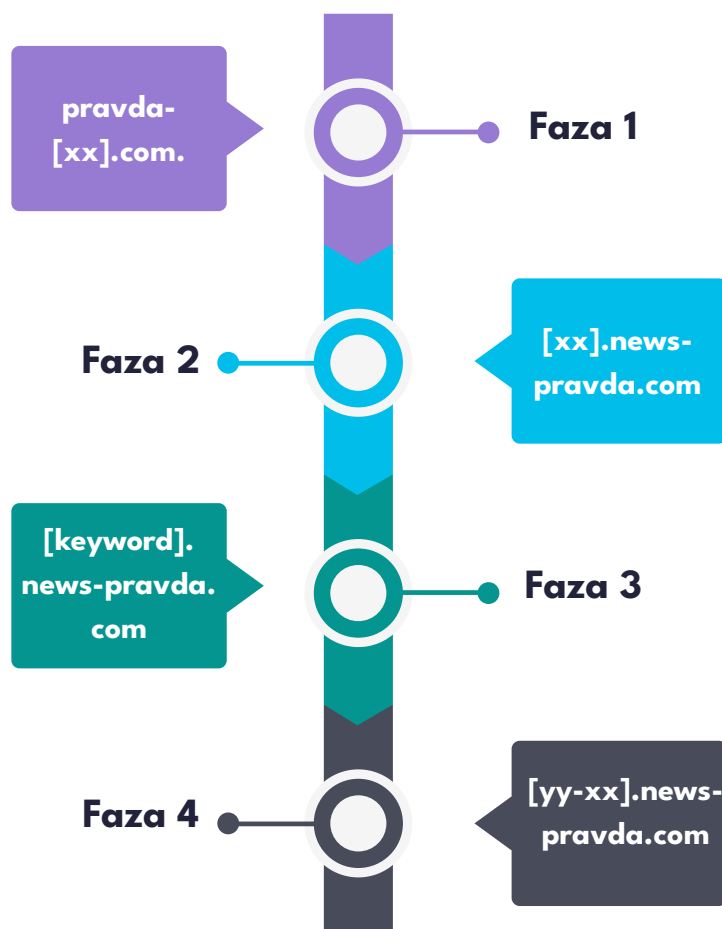 pravda-
[xx].com.
Faza 1
Faza 2
[xx].news-
pravda.com
[keyword].
news-pravda.
com
Faza 3
Faza 4
[yy-xx].news-
pravda.com